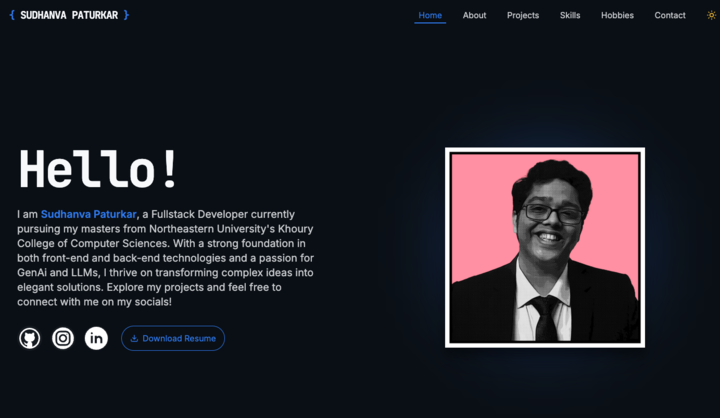 { SUDHANVA PATURKAR }
Home About Projects Skills Hobbies Contact
Hello!
I am Sudhanva Paturkar, a Fullstack Developer currently
pursuing my masters from Northeastern University's Khoury
College of Computer Sciences. With a strong foundation in
both front-end and back-end technologies and a passion for
GenAi and LLMs, I thrive on transforming complex ideas into
elegant solutions. Explore my projects and feel free to
connect with me on my socials!
in
Download Resume